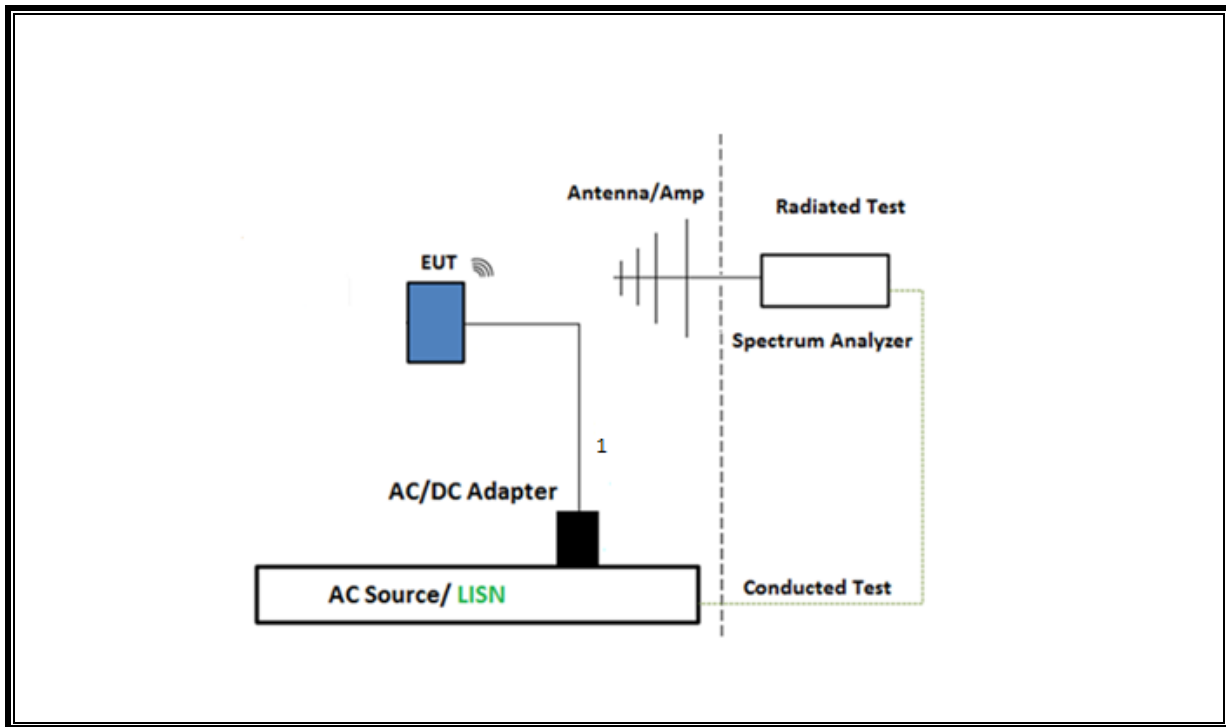 Antenna/Amp
Radiated Test
EUT
Spectrum Analyzer
1
AC/DC Adapter
AC Source/ LISN
Conducted Test